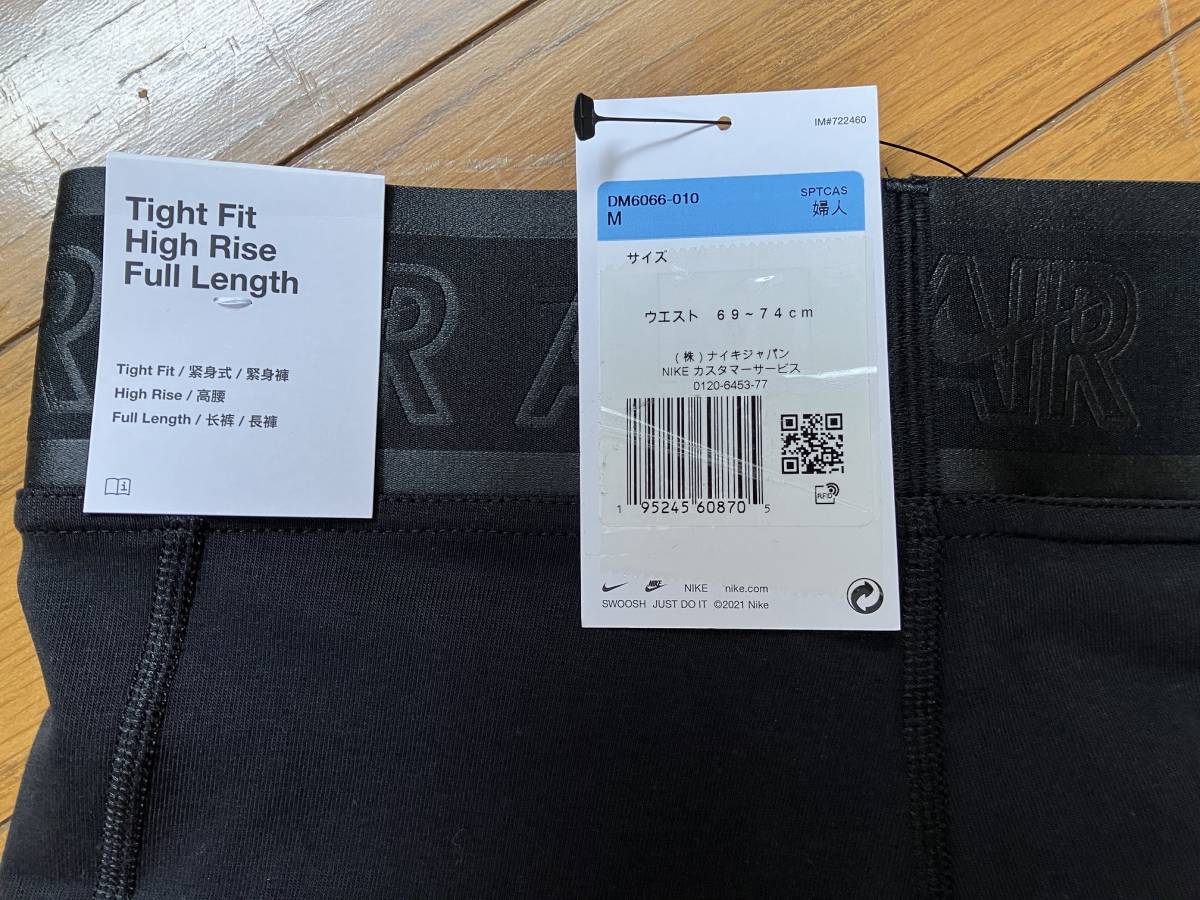 Tight Fit
High Rise
Full Length
Tight Fit / 紧身式 / 緊身褲
High Rise / 高腰
Full Length / 长裤 / 長褲
IM#722460
DM6066-010 SPTCAS
M 婦人
サイズ
ウエスト 69~74cm
(株)ナイキジャパン
NIKE カスタマーサービス
0120-6453-77
1 95245 60870 5
RFID
NIKE NIKE nike.com
SWOOSH JUST DO IT ©2021 Nike
R R A AIR